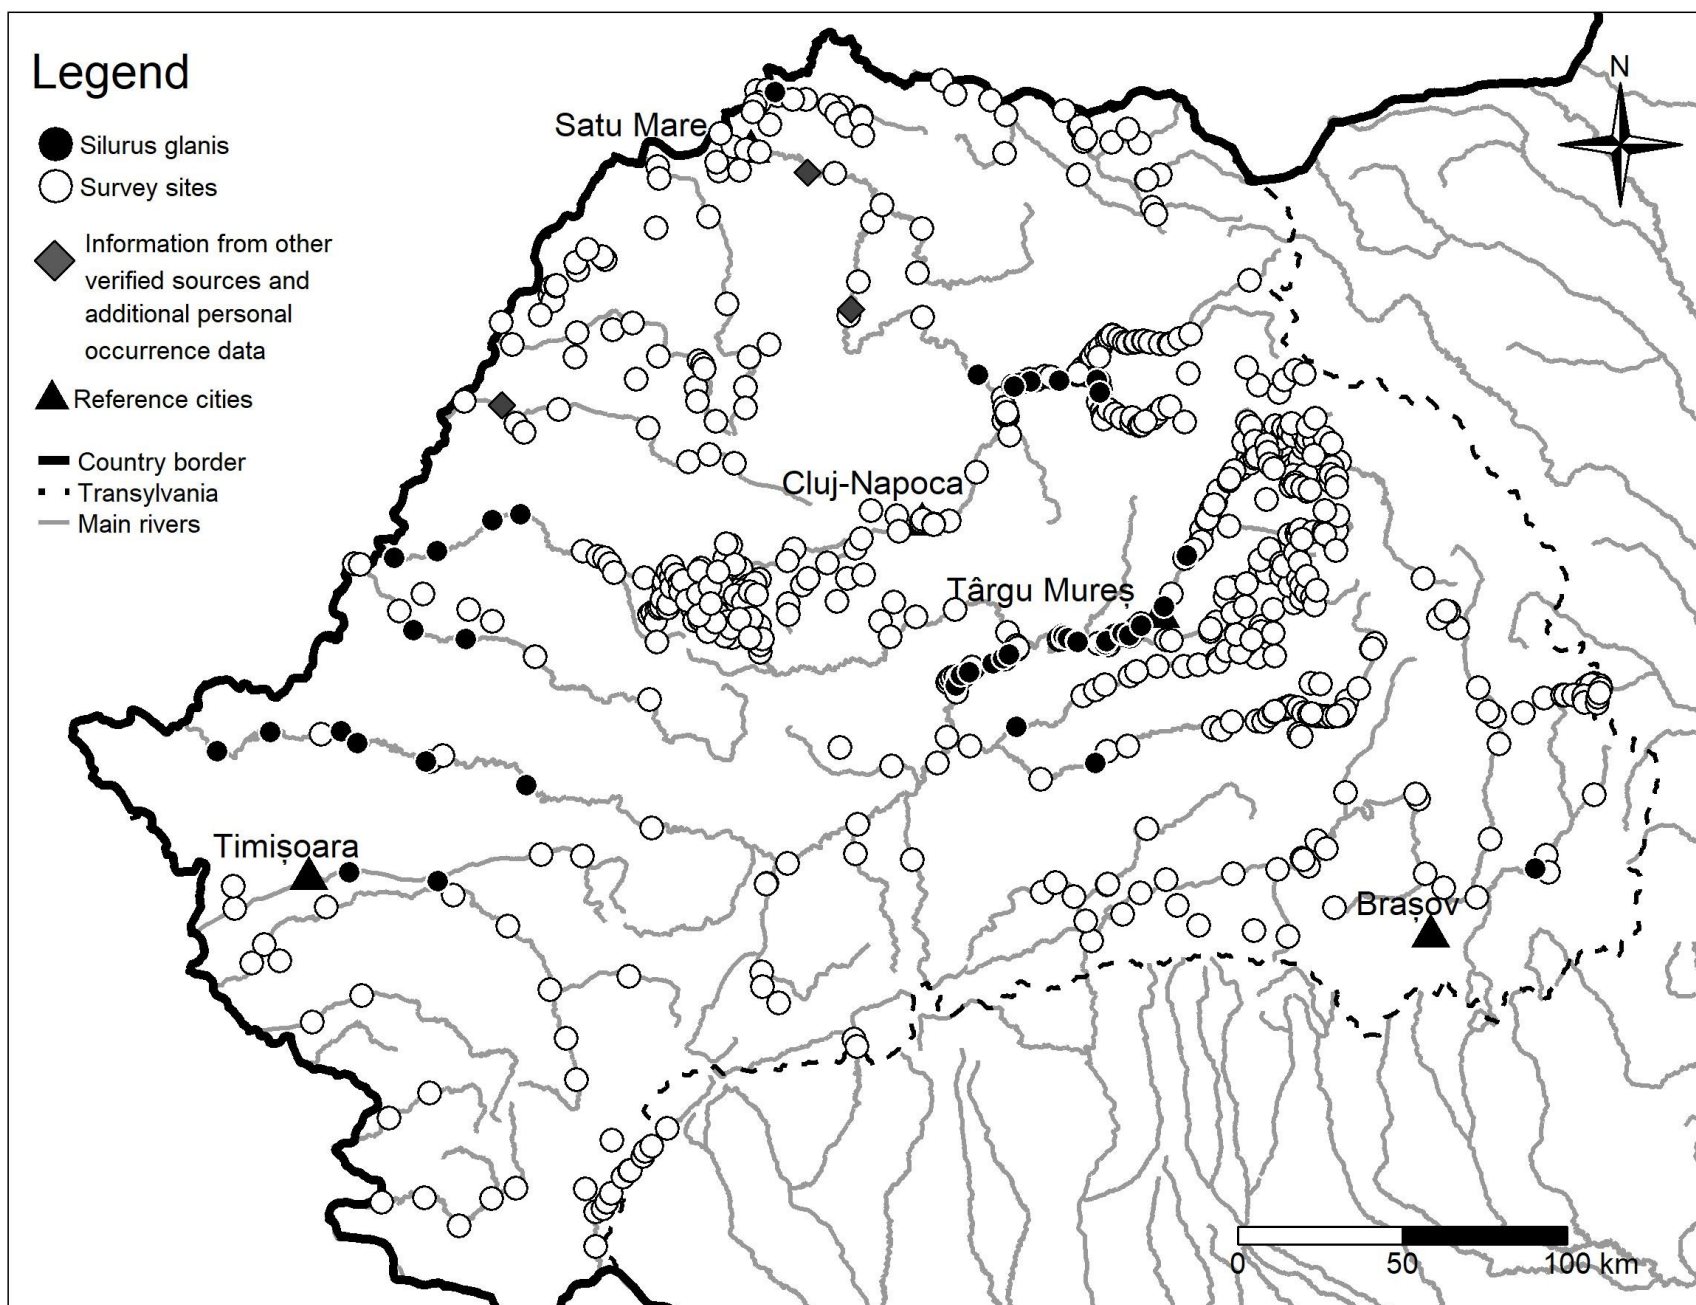 Legend
Silurus glanis
Survey sites
Information from other
verified sources and
additional personal
occurrence data
Reference cities
Country border
Transylvania
Main rivers
N
Satu Mare
Cluj-Napoca
Târgu Mureș
Timișoara
Brașov
0 50 100 km